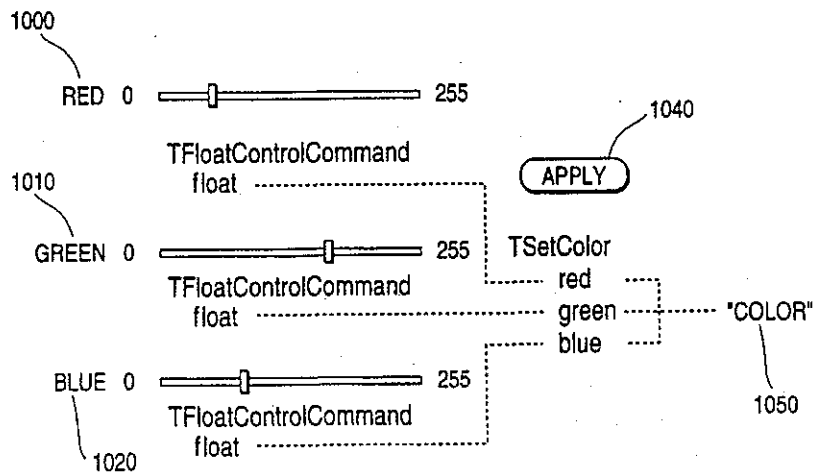 1000
RED 0 255
1040
TFloatControlCommand
float
APPLY
1010
GREEN 0 255
TSetColor
TFloatControlCommand
red
float
green
"COLOR"
blue
BLUE 0 255
1050
TFloatControlCommand
float
1020